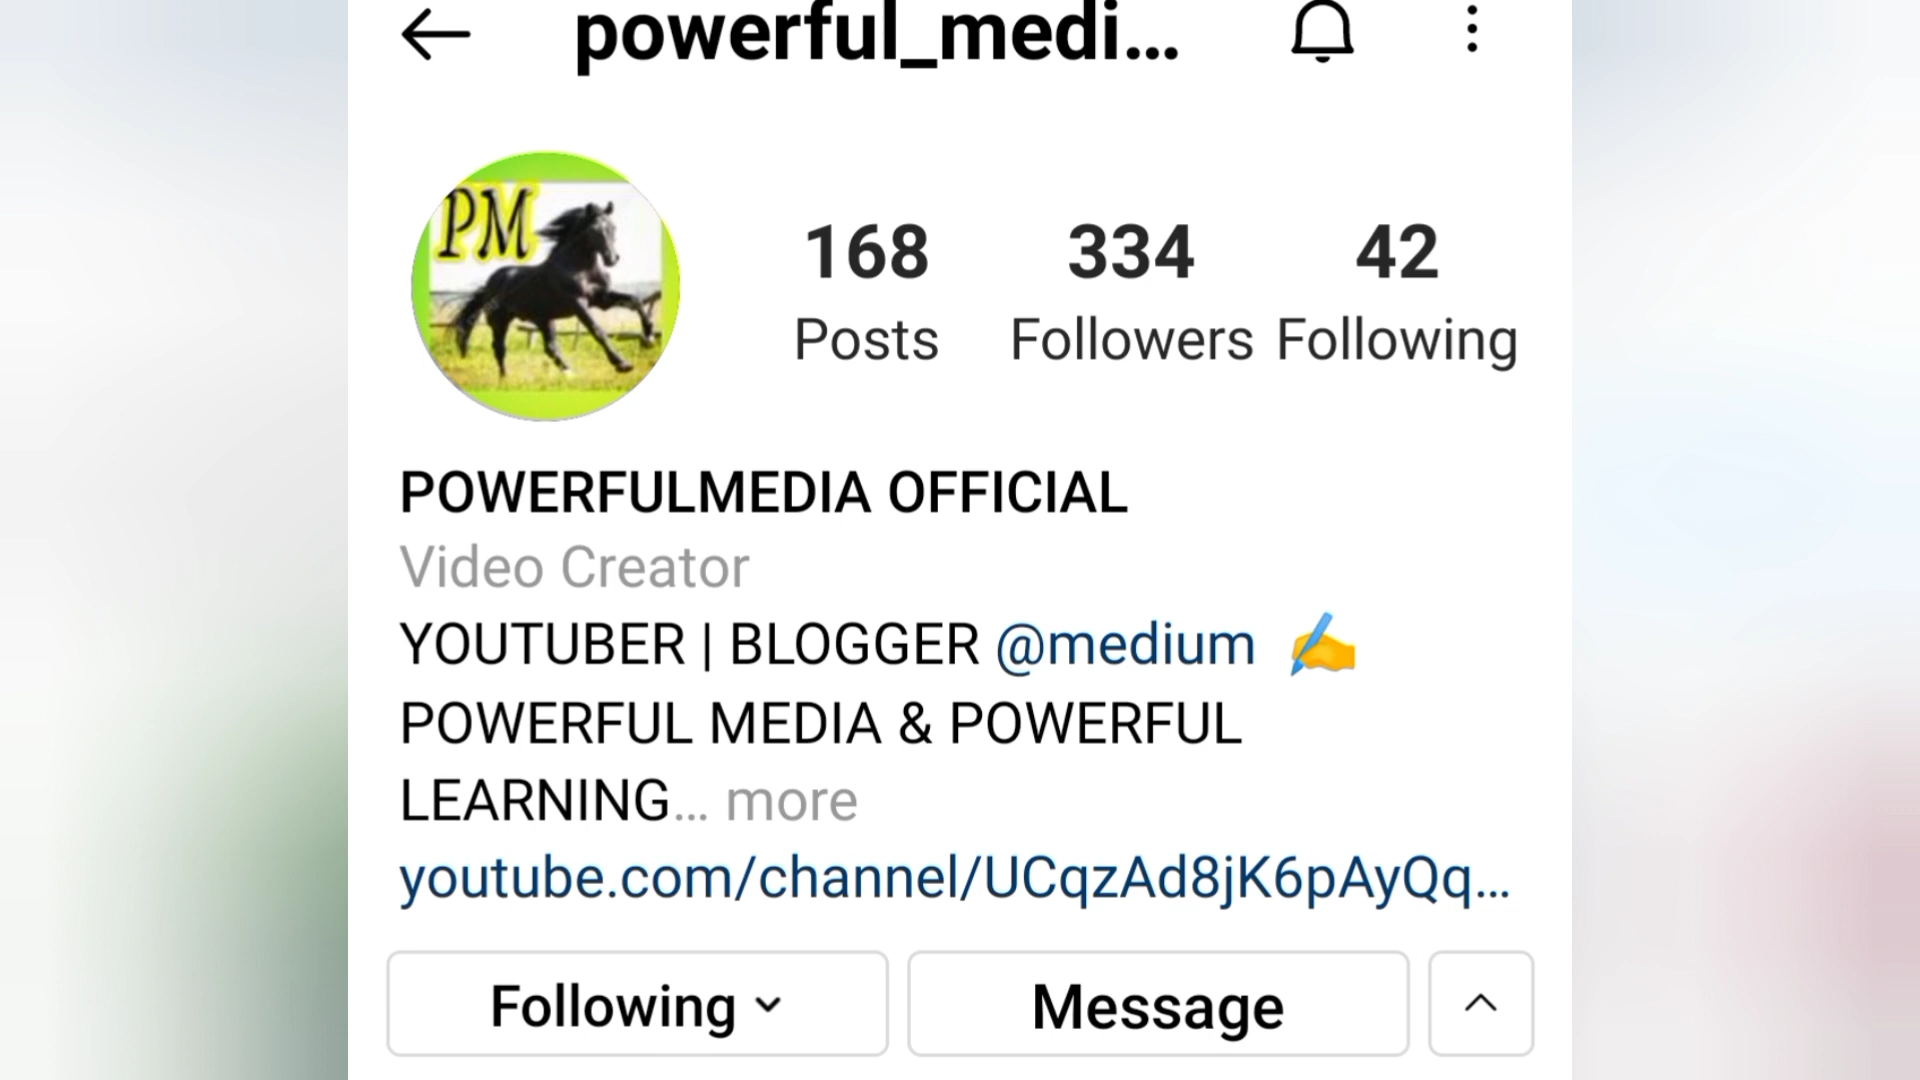 powerful_medi...
PM
168 334 42
Posts Followers Following
POWERFULMEDIA OFFICIAL
Video Creator
YOUTUBER | BLOGGER @medium ✍
POWERFUL MEDIA & POWERFUL
LEARNING... more
youtube.com/channel/UCqzAd8jK6pAyQq...
Following
Message